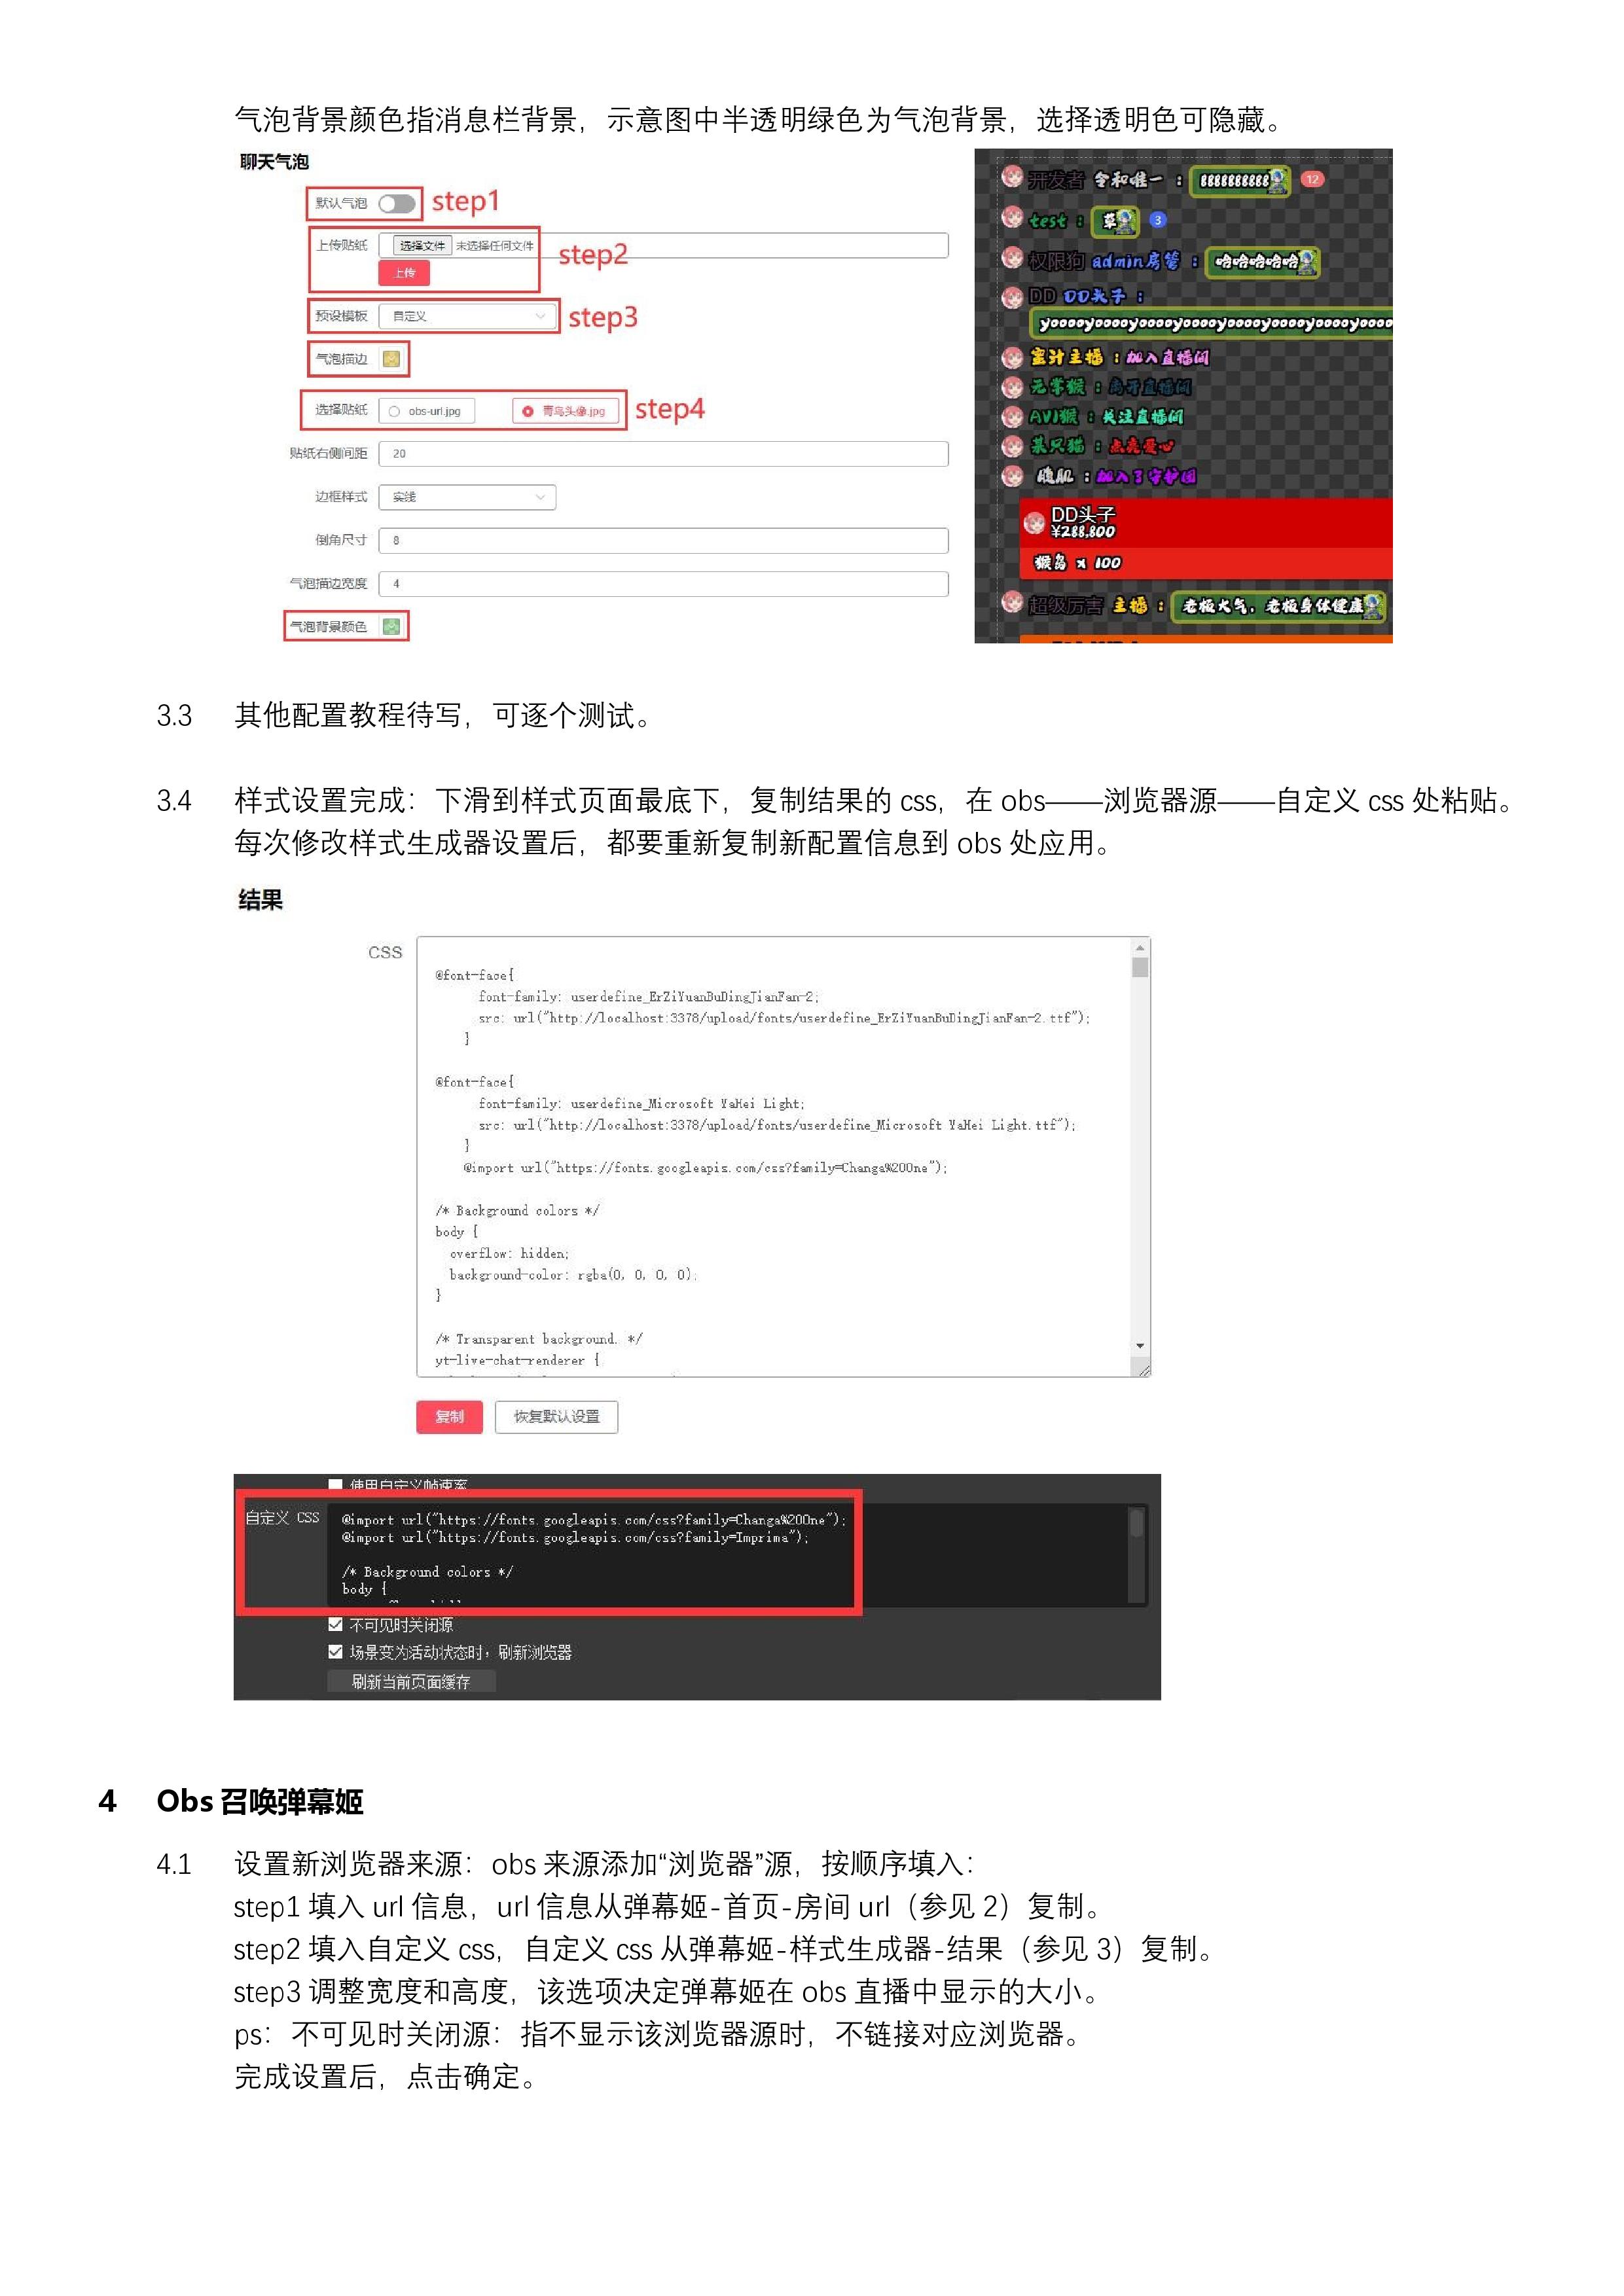 气泡背景颜色指消息栏背景，示意图中半透明绿色为气泡背景，选择透明色可隐藏。
聊天气泡
默认气泡 step1
上传贴纸 选择文件 未选择任何文件 step2
上传
预设模板 自定义 step3
气泡描边
选择贴纸 obs-url.jpg 青鸟头像.jpg step4
贴纸右侧间距 20
边框样式 实线
倒角尺寸 8
气泡描边宽度 4
气泡背景颜色
开发者 令和唯一 : 8888888888 12
test : 草 3
权限狗 admin房管 : 哈哈哈哈哈
DD DD头子 :
yooooyooooyooooyooooyooooyooooyooooyoooo
蜜汁主播 : 加入直播间
元掌猴 : 离开直播间
AVI猴 : 关注直播间
某只猫 : 点亮爱心
腹肌 : 加入了守护团
DD头子
¥288,800
猴岛 x 100
超级厉害 主播 : 老板大气，老板身体健康
3.3 其他配置教程待写，可逐个测试。
3.4 样式设置完成：下滑到样式页面最底下，复制结果的 css，在 obs——浏览器源——自定义 css 处粘贴。
每次修改样式生成器设置后，都要重新复制新配置信息到 obs 处应用。
结果
CSS
@font-face{
font-family: userdefine_ErZiYuanBuDingJianFan-2;
src: url("http://localhost:3378/upload/fonts/userdefine_ErZiYuanBuDingJianFan-2.ttf");
}
@font-face{
font-family: userdefine_Microsoft YaHei Light;
src: url("http://localhost:3378/upload/fonts/userdefine_Microsoft YaHei Light.ttf");
}
@import url("https://fonts.googleapis.com/css?family=Changa%20One");
/* Background colors */
body {
overflow: hidden;
background-color: rgba(0, 0, 0, 0);
}
/* Transparent background. */
yt-live-chat-renderer {
复制 恢复默认设置
使用自定义帧速率
自定义 CSS
@import url("https://fonts.googleapis.com/css?family=Changa%20One");
@import url("https://fonts.googleapis.com/css?family=Imprima");
/* Background colors */
body {
不可见时关闭源
场景变为活动状态时，刷新浏览器
刷新当前页面缓存
4 Obs 召唤弹幕姬
4.1 设置新浏览器来源：obs 来源添加“浏览器”源，按顺序填入：
step1 填入 url 信息，url 信息从弹幕姬-首页-房间 url（参见 2）复制。
step2 填入自定义 css，自定义 css 从弹幕姬-样式生成器-结果（参见 3）复制。
step3 调整宽度和高度，该选项决定弹幕姬在 obs 直播中显示的大小。
ps：不可见时关闭源：指不显示该浏览器源时，不链接对应浏览器。
完成设置后，点击确定。